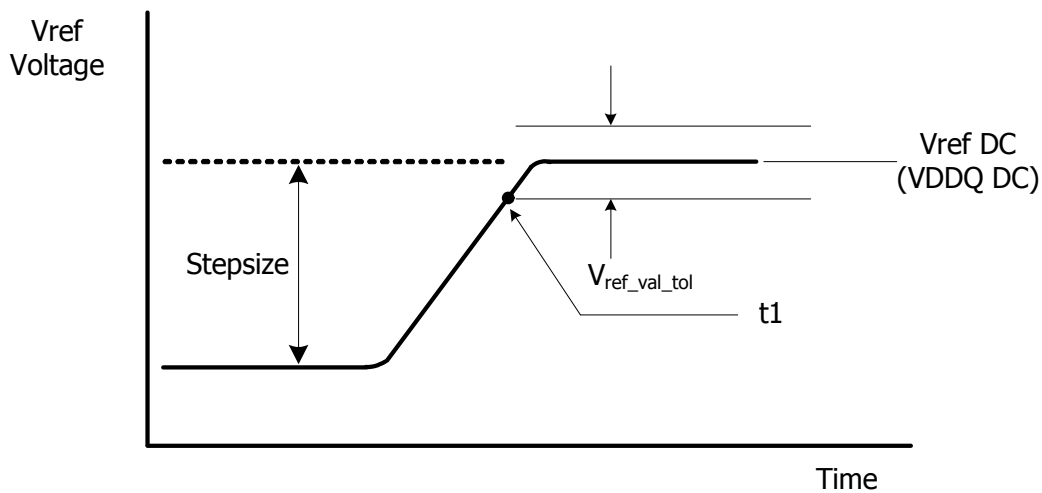 Vref
Voltage
Vref DC
(VDDQ DC)
Stepsize
Vref_val_tol
t1
Time